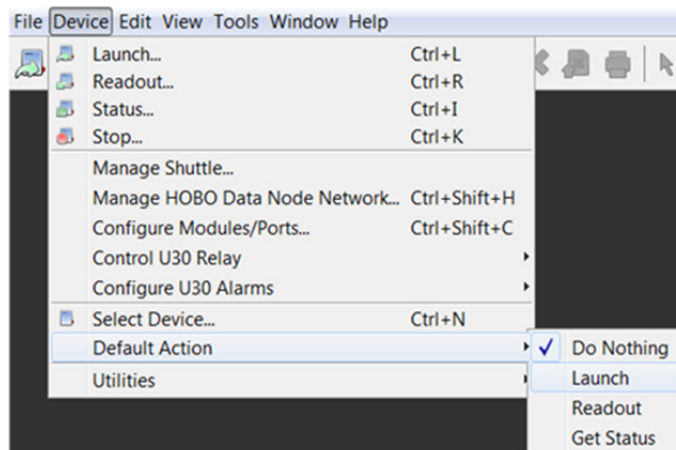 File Device Edit View Tools Window Help
Launch... Ctrl+L
Readout... Ctrl+R
Status... Ctrl+I
Stop... Ctrl+K
Manage Shuttle...
Manage HOBO Data Node Network... Ctrl+Shift+H
Configure Modules/Ports... Ctrl+Shift+C
Control U30 Relay
Configure U30 Alarms
Select Device... Ctrl+N
Default Action
Do Nothing
Utilities
Launch
Readout
Get Status